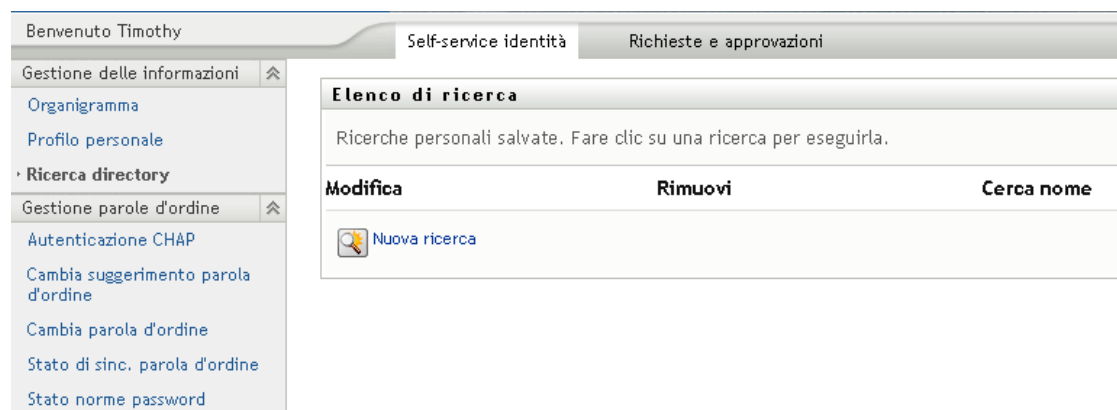 Benvenuto Timothy
Self-service identità
Richieste e approvazioni
Gestione delle informazioni
Organigramma
Profilo personale
Ricerca directory
Gestione parole d'ordine
Autenticazione CHAP
Cambia suggerimento parola
d'ordine
Cambia parola d'ordine
Stato di sinc. parola d'ordine
Stato norme password
Elenco di ricerca
Ricerche personali salvate. Fare clic su una ricerca per eseguirla.
Modifica Rimuovi Cerca nome
Nuova ricerca